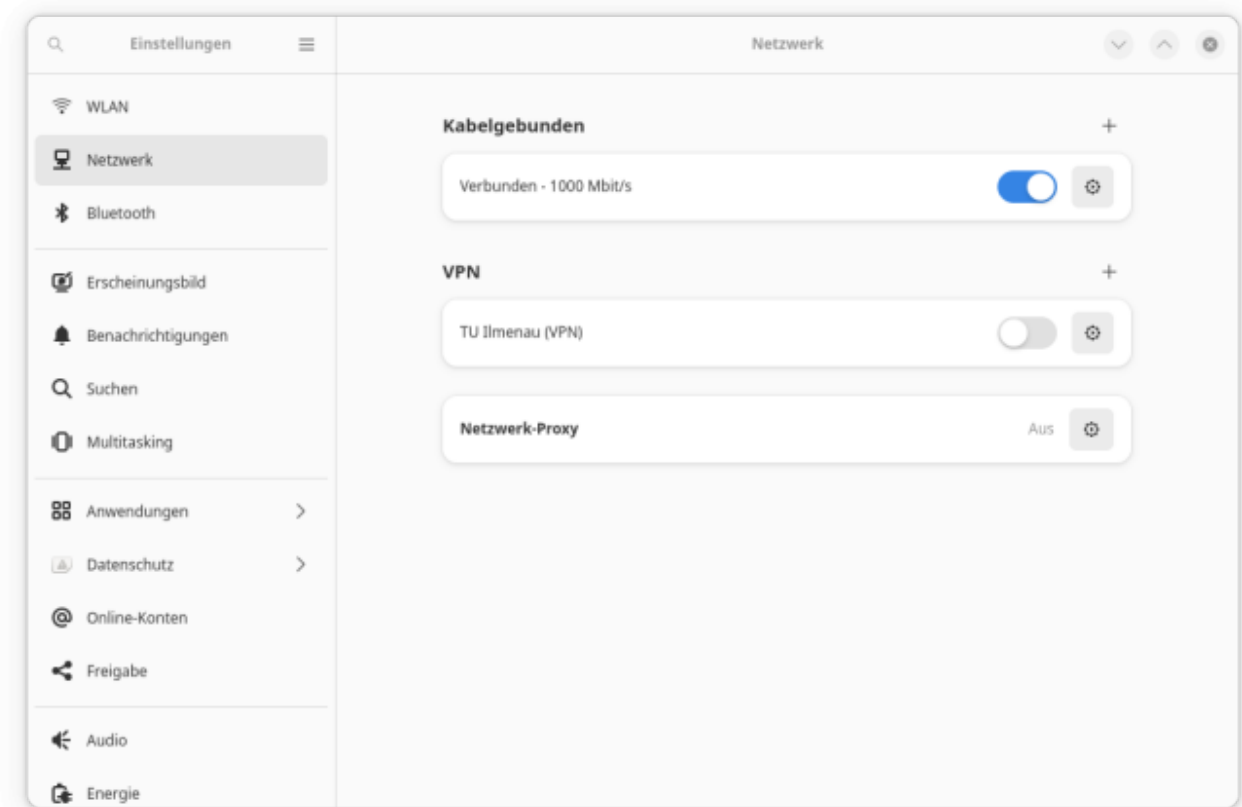 Einstellungen
Netzwerk
WLAN
Netzwerk
Bluetooth
Erscheinungsbild
Benachrichtigungen
Suchen
Multitasking
Anwendungen
Datenschutz
Online-Konten
Freigabe
Audio
Energie
Kabelgebunden
Verbunden - 1000 Mbit/s
VPN
TU Ilmenau (VPN)
Netzwerk-Proxy Aus